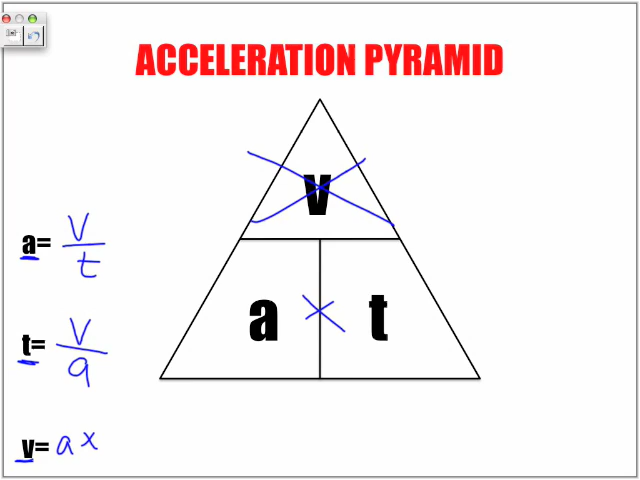 ACCELERATION PYRAMID
v
a x t
a= v/t
t= v/a
v= a x